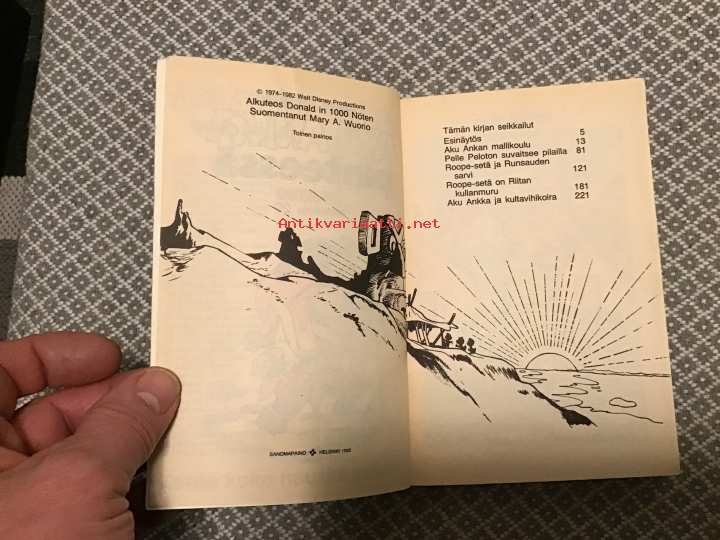 © 1974-1982 Walt Disney Productions
Alkuteos Donald in 1000 Nöten
Suomentanut Mary A. Wuorio
Toinen painos
Antikvariaatti.net
SANOMAPAINO HELSINKI 1982
Tämän kirjan seikkailut
Esinäytös 5
Aku Ankan mallikoulu 13
Pelle Peloton suvaitsee pilailla 81
Roope-setä ja Runsauden
sarvi 121
Roope-setä on Riitan
kullanmuru 181
Aku Ankka ja kultavihikoira 221